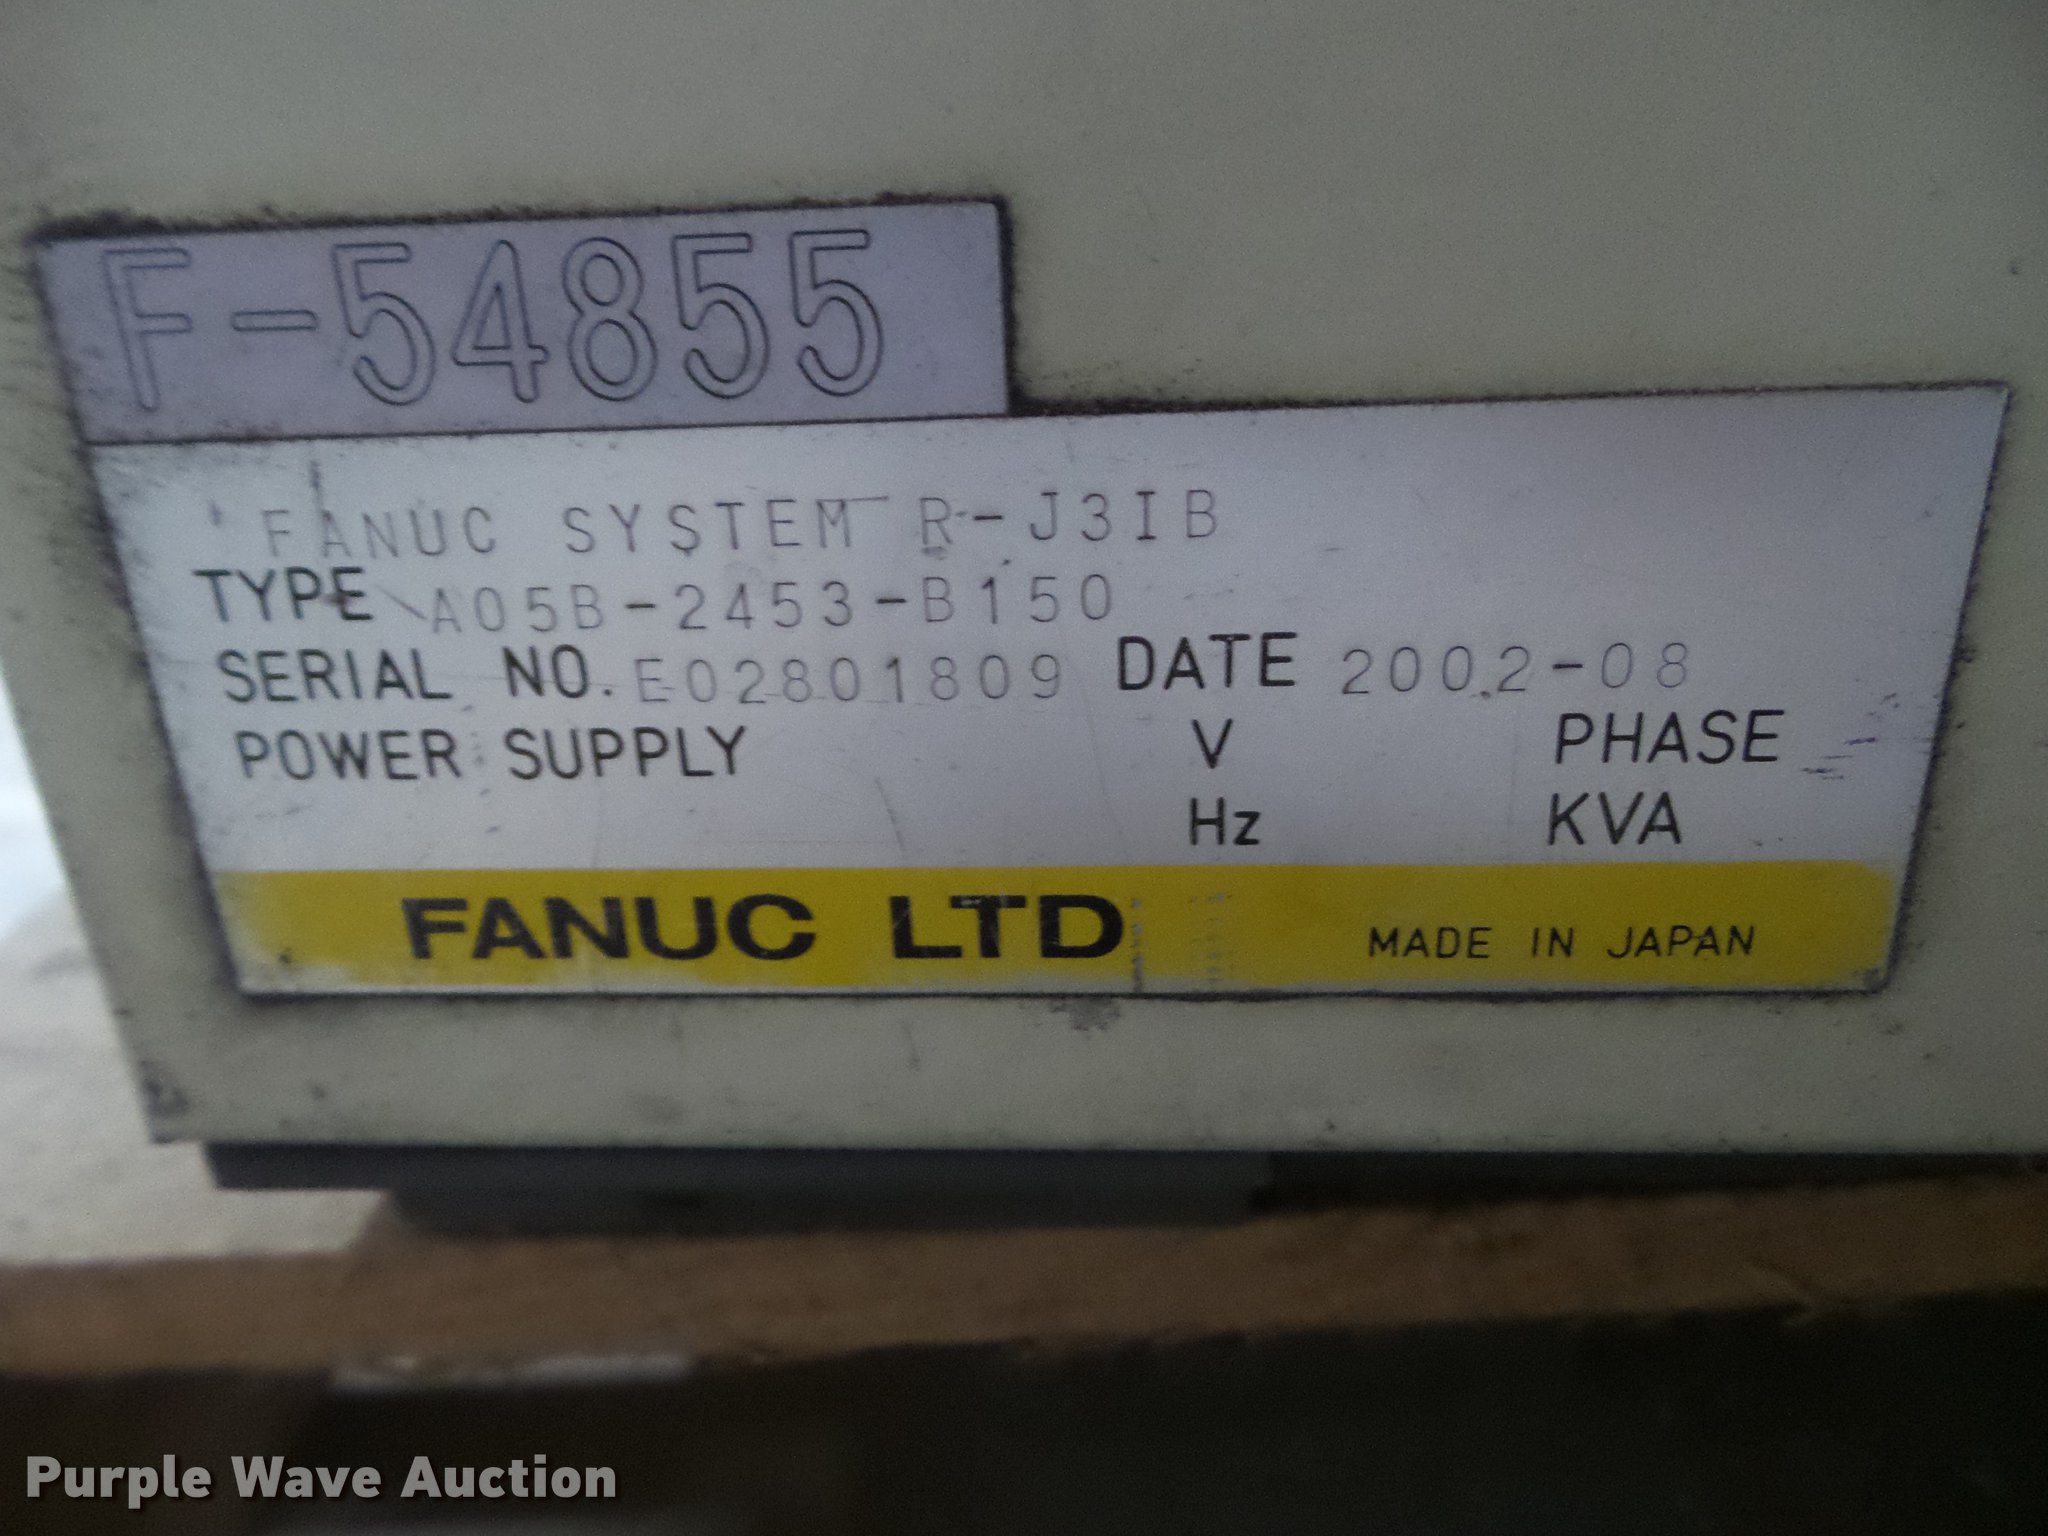 F-54855
FANUC SYSTEM R-J3IB
TYPE A05B-2453-B150
SERIAL NO. E02801809 DATE 2002-08
POWER SUPPLY V PHASE
Hz KVA
FANUC LTD MADE IN JAPAN
Purple Wave Auction